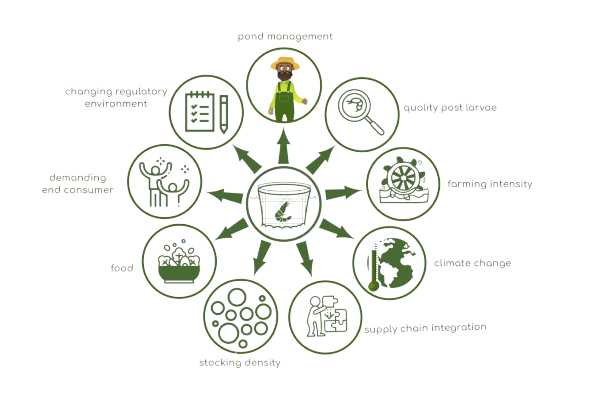 pond management
changing regulatory
environment
quality post larvae
demanding
end consumer
farming intensity
food
climate change
supply chain integration
stocking density